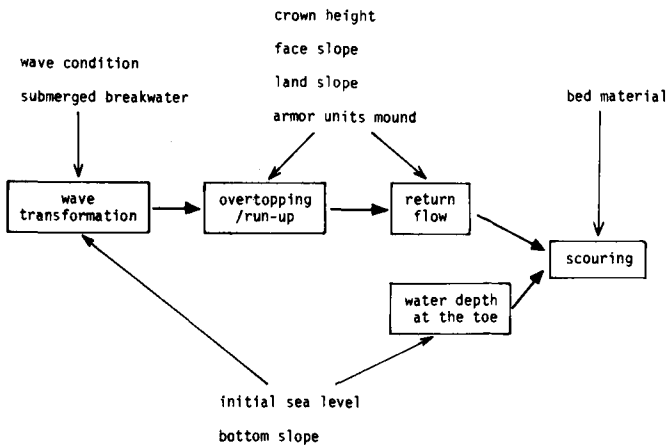 crown height
face slope
land slope
armor units mound
wave condition
submerged breakwater
bed material
wave
transformation
overtopping
/run-up
return
flow
scouring
water depth
at the toe
initial sea level
bottom slope